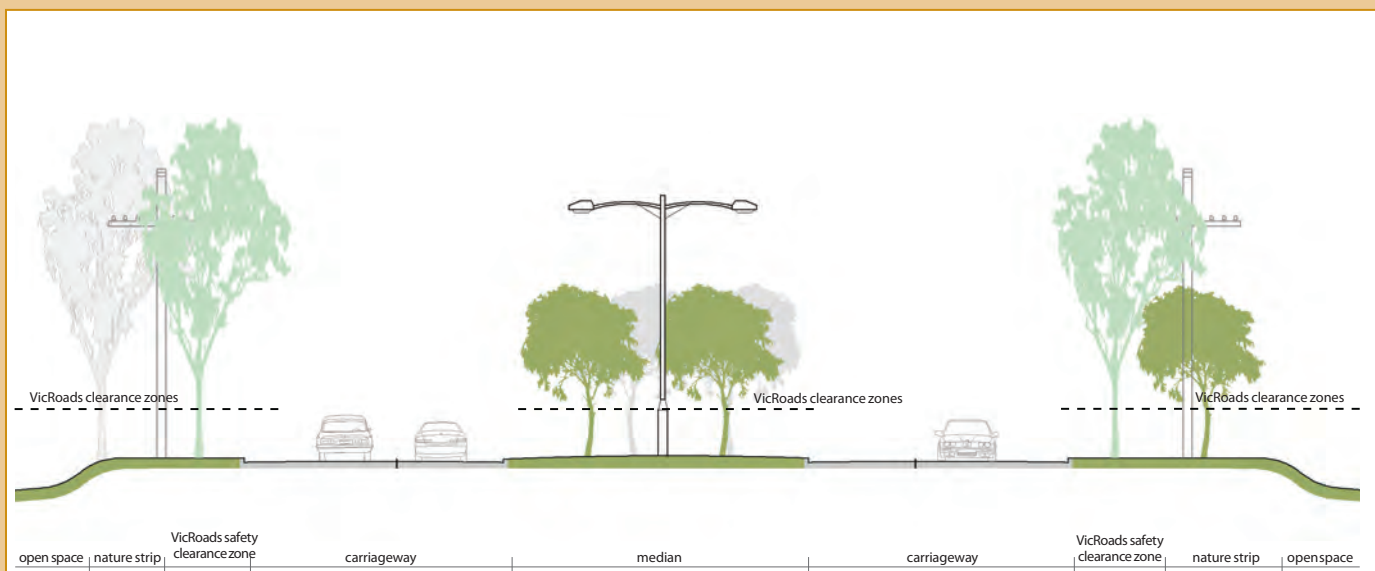 VicRoads clearance zones
VicRoads clearance zones
VicRoads clearance zones
open space
nature strip
VicRoads safety
clearance zone
carriageway
median
carriageway
VicRoads safety
clearance zone
nature strip
open space